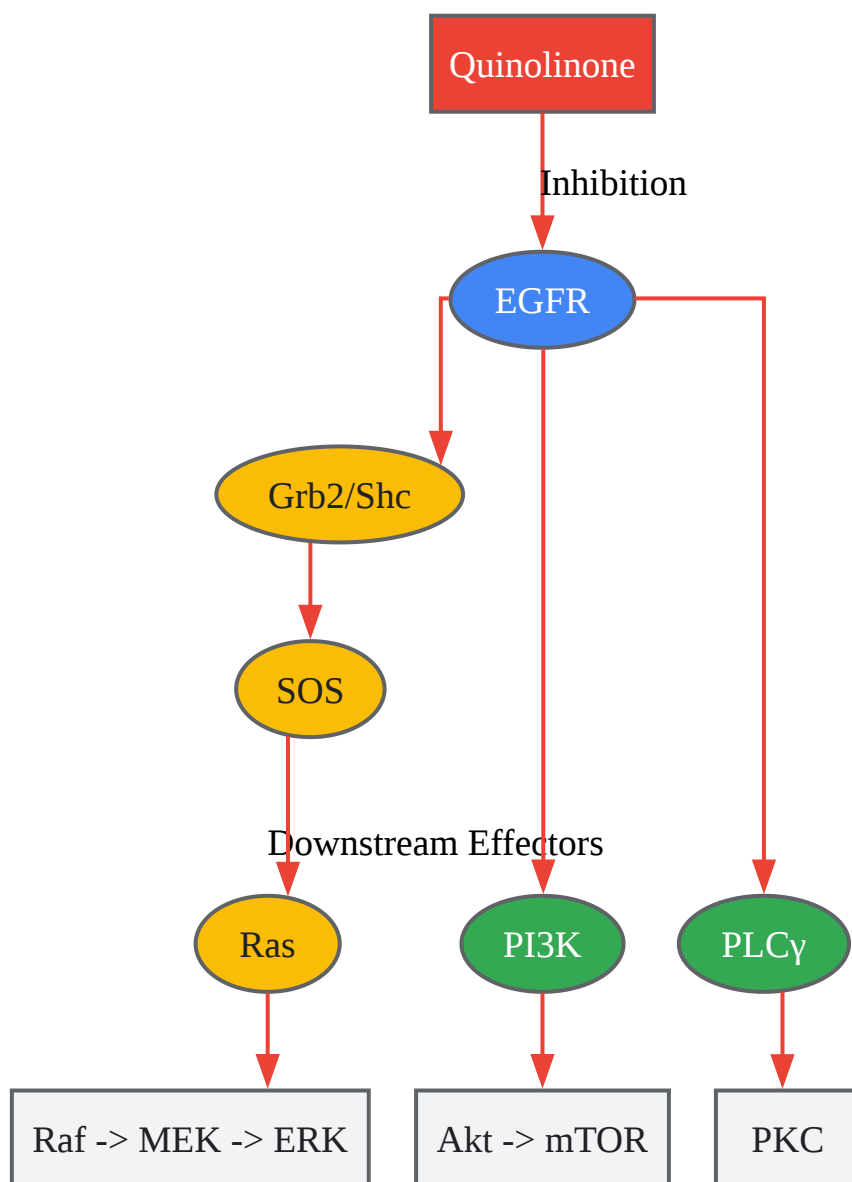 Quinolinone
Inhibition
EGFR
Grb2/Shc
SOS
Downstream Effectors
Ras
PI3K
PLCγ
Raf -> MEK -> ERK
Akt -> mTOR
PKC